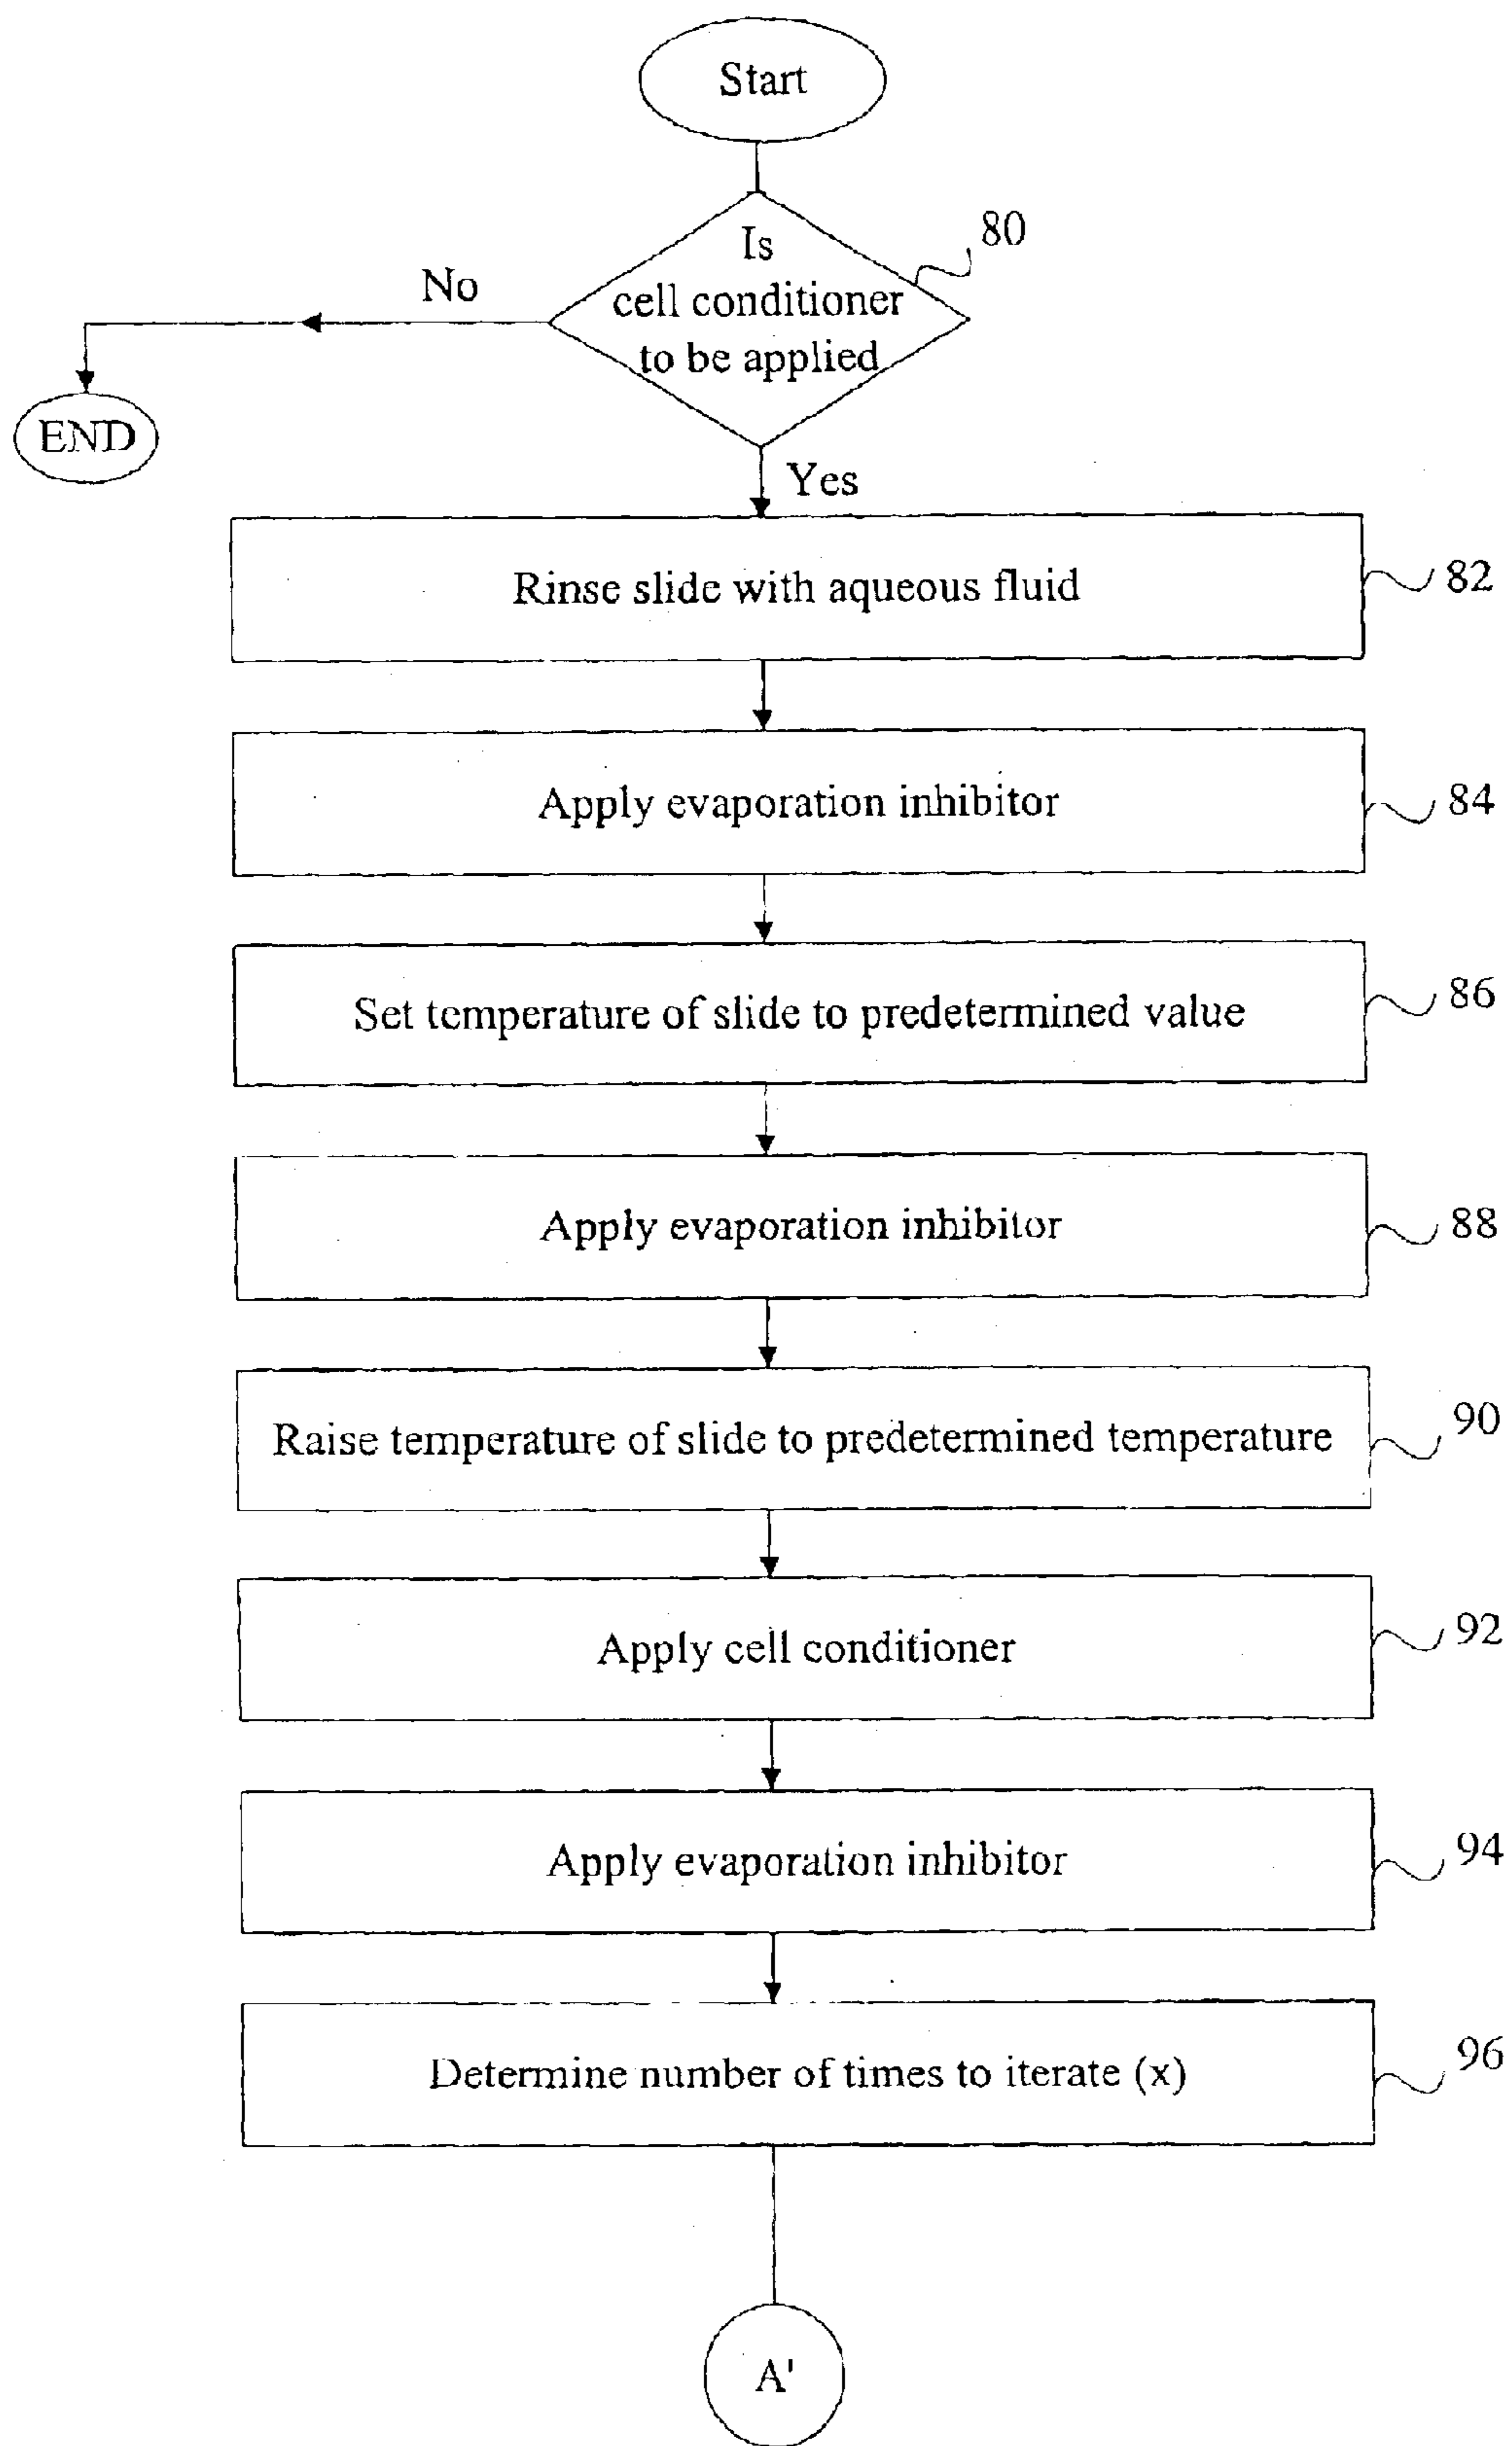 Start
Is
cell conditioner
to be applied
80
No
END
Yes
Rinse slide with aqueous fluid
82
Apply evaporation inhibitor
84
Set temperature of slide to predetermined value
86
Apply evaporation inhibitor
88
Raise temperature of slide to predetermined temperature
90
Apply cell conditioner
92
Apply evaporation inhibitor
94
Determine number of times to iterate (x)
96
A'